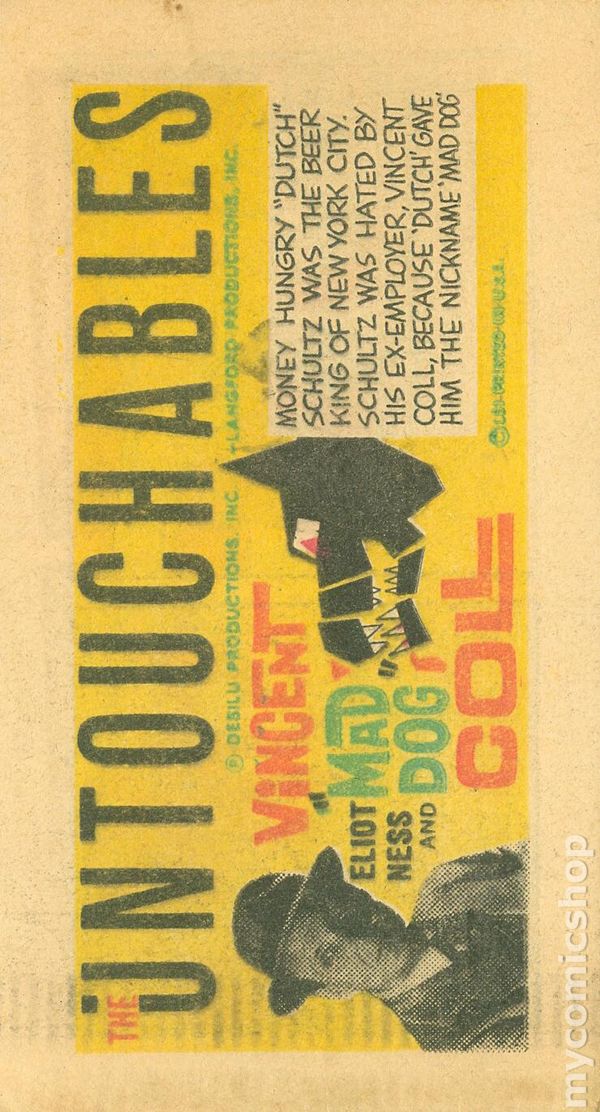 THE
UNTOUCHABLES
© DESILU PRODUCTIONS, INC. + LANGFORD PRODUCTIONS, INC.
MONEY HUNGRY "DUTCH"
SCHULTZ WAS THE BEER
KING OF NEW YORK CITY.
SCHULTZ WAS HATED BY
HIS EX-EMPLOYER, VINCENT
COLL, BECAUSE 'DUTCH' GAVE
HIM THE NICKNAME 'MAD DOG'
ELIOT
NESS
AND
VINCENT
"MAD
DOG"
COLL
PRINTED IN U.S.A.
mycomicshop